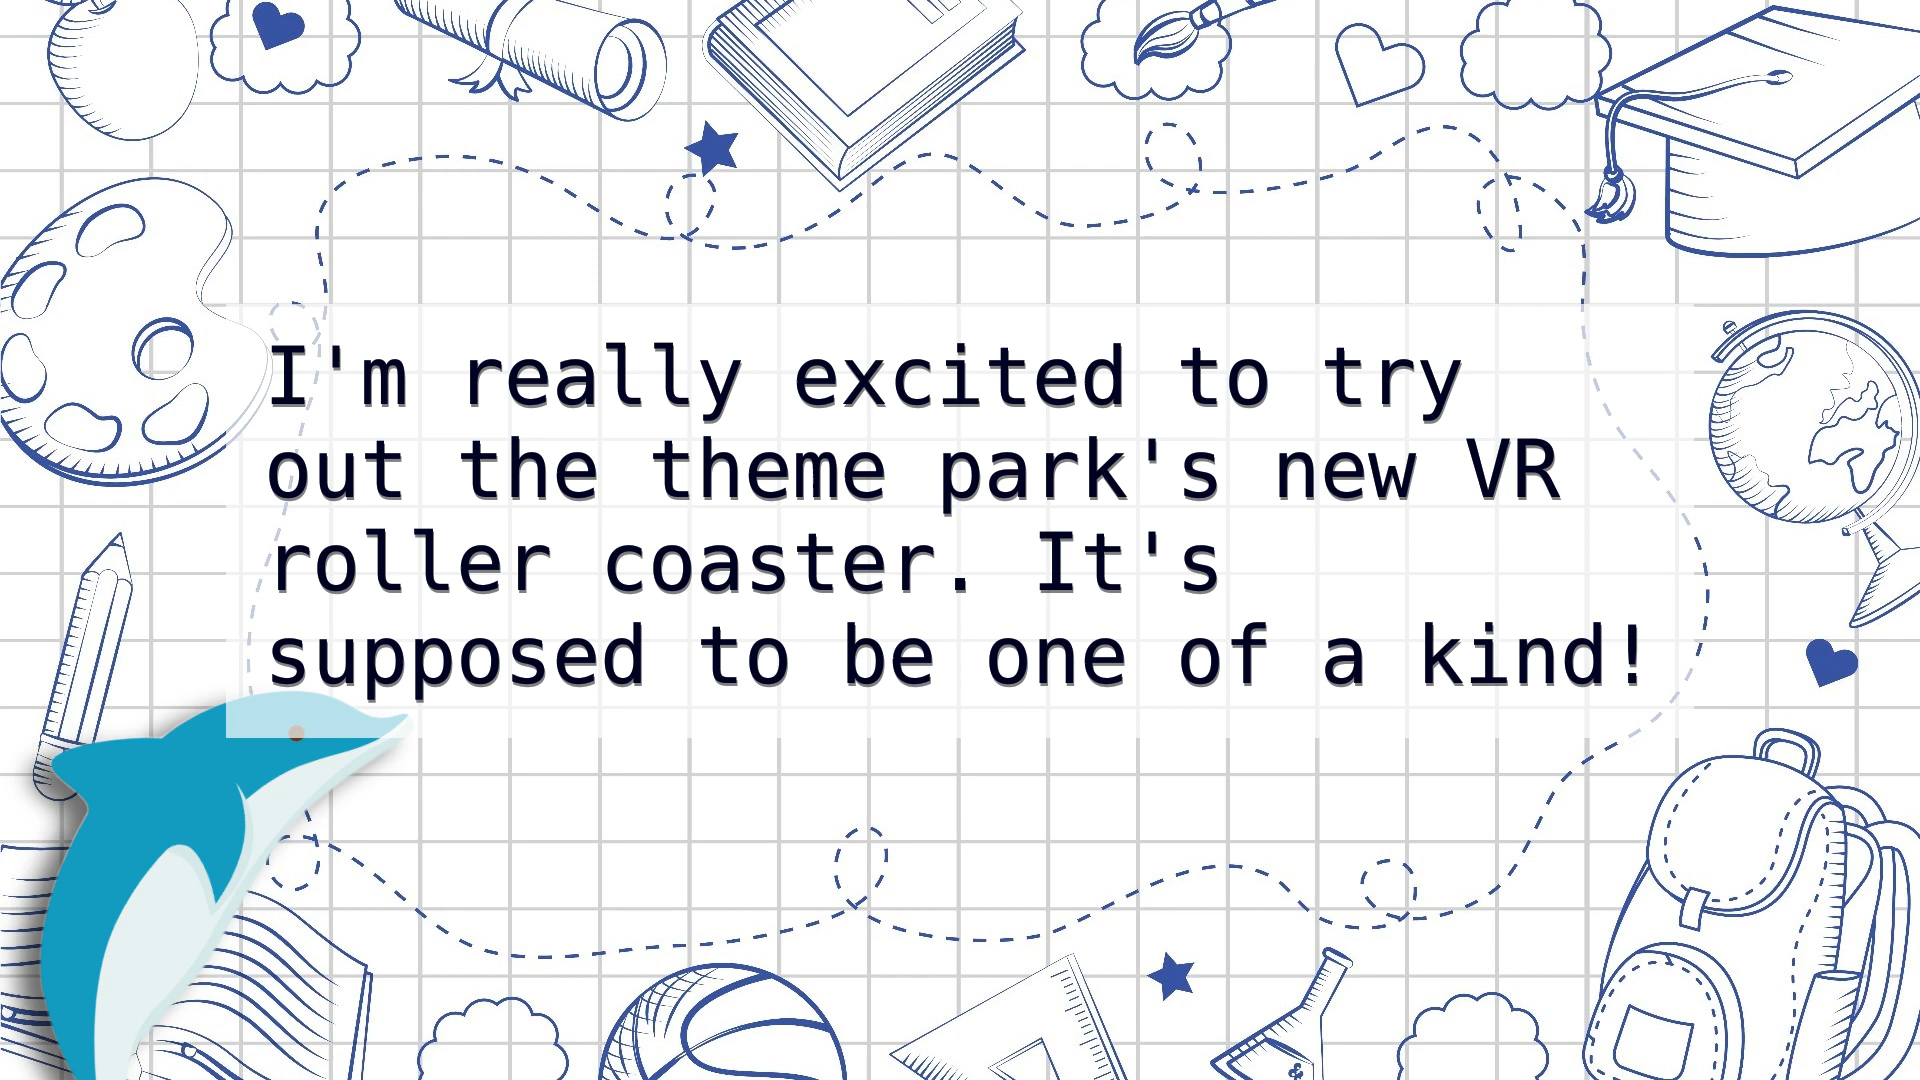 I'm really excited to try
out the theme park's new VR
roller coaster. It's
supposed to be one of a kind!